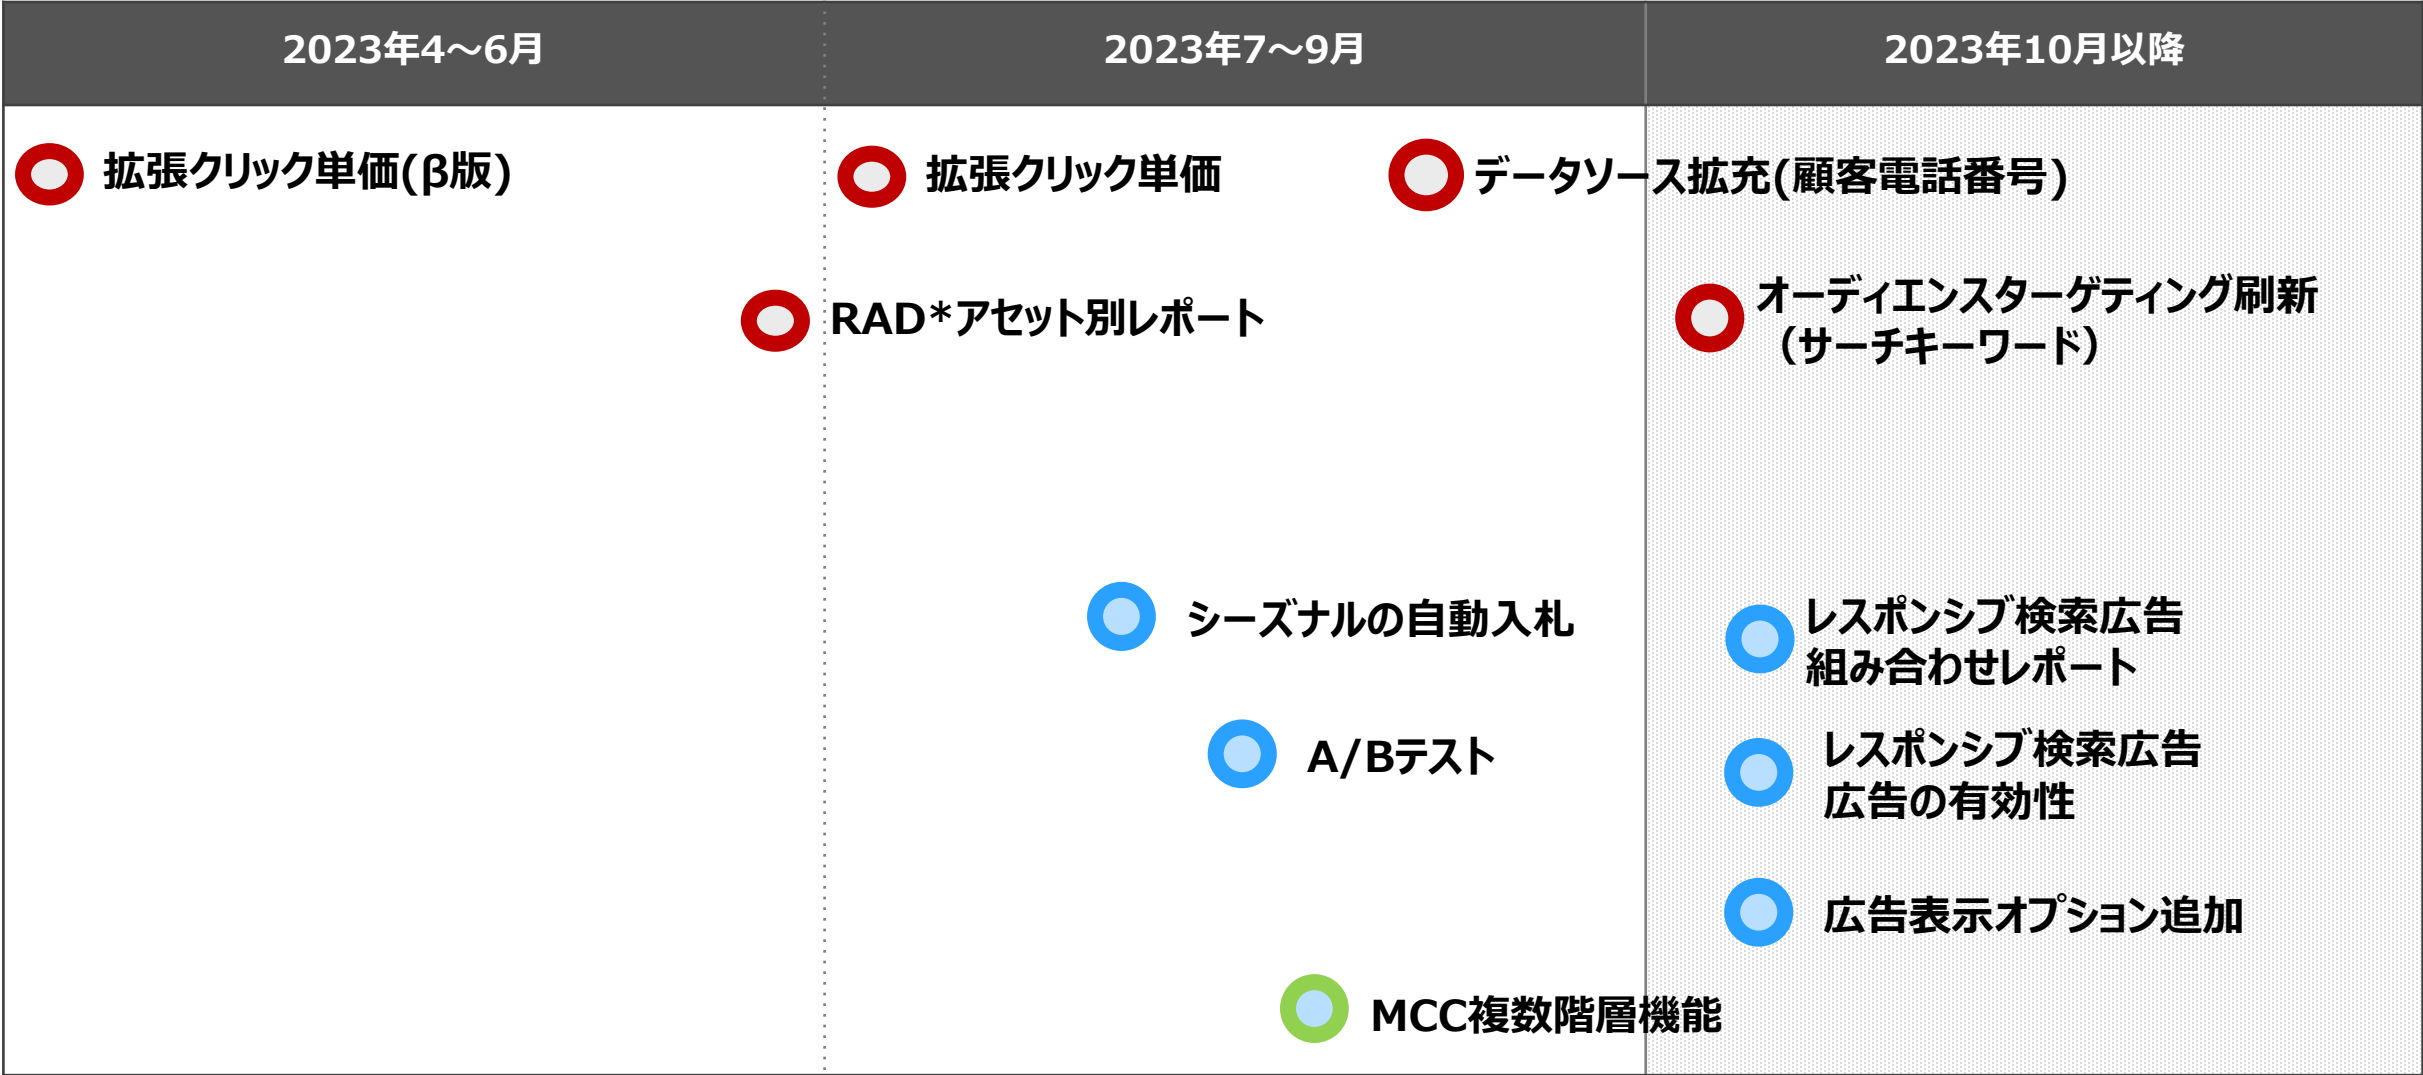 2023年4～6月
2023年7～9月
2023年10月以降
拡張クリック単価(β版)
拡張クリック単価
データソース拡充(顧客電話番号)
RAD*アセット別レポート
オーディエンスターゲティング刷新
（サーチキーワード）
シーズナルの自動入札
レスポンシブ検索広告
組み合わせレポート
A/Bテスト
レスポンシブ検索広告
広告の有効性
広告表示オプション追加
MCC複数階層機能